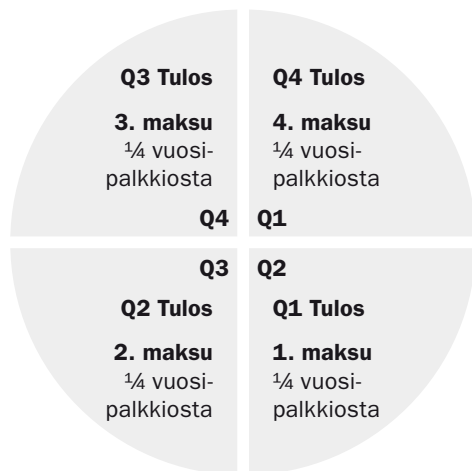 Q3 Tulos
3. maksu
¼ vuosi-
palkkiosta
Q4
Q4 Tulos
4. maksu
¼ vuosi-
palkkiosta
Q1
Q3
Q2 Tulos
2. maksu
¼ vuosi-
palkkiosta
Q2
Q1 Tulos
1. maksu
¼ vuosi-
palkkiosta